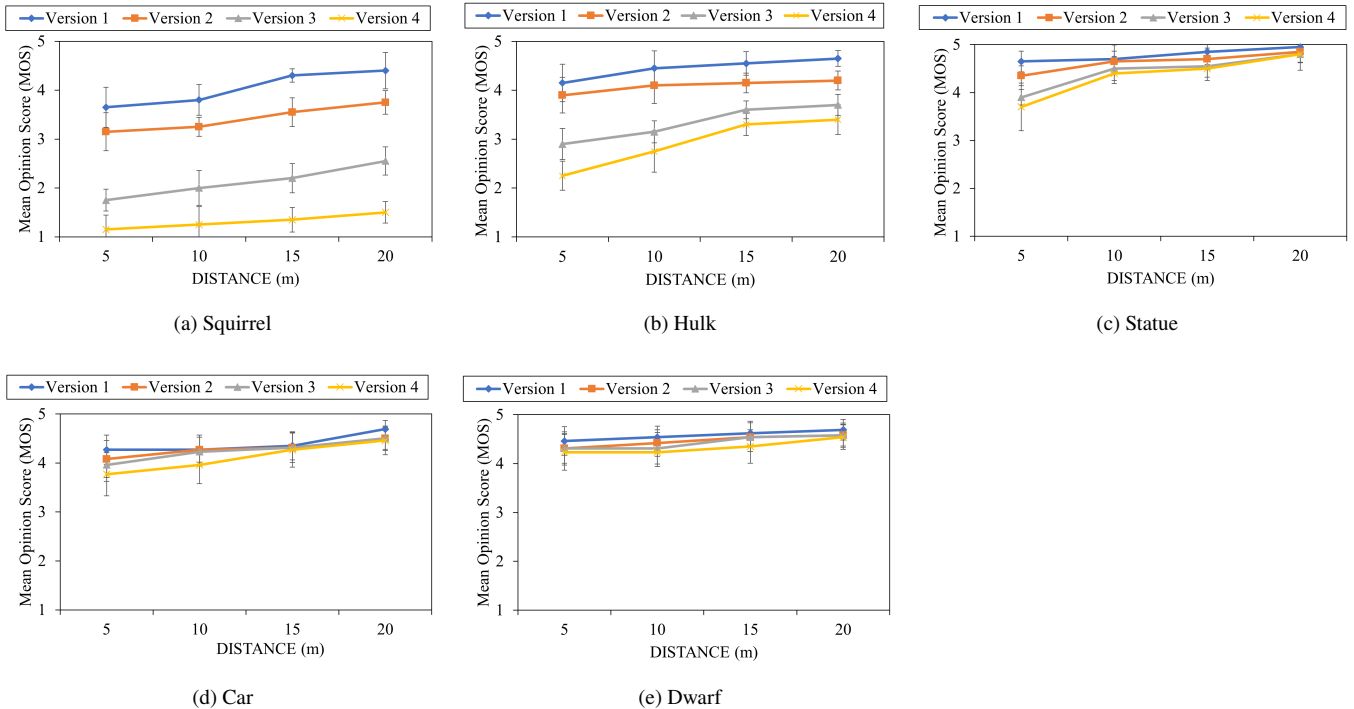 Version 1 Version 2 Version 3 Version 4
Mean Opinion Score (MOS)
5
4
3
2
1
5 10 15 20
DISTANCE (m)
(a) Squirrel
Version 1 Version 2 Version 3 Version 4
Mean Opinion Score (MOS)
5
4
3
2
1
5 10 15 20
DISTANCE (m)
(b) Hulk
Version 1 Version 2 Version 3 Version 4
Mean Opinion Score (MOS)
5
4
3
2
1
5 10 15 20
DISTANCE (m)
(c) Statue
Version 1 Version 2 Version 3 Version 4
Mean Opinion Score (MOS)
5
4
3
2
1
5 10 15 20
DISTANCE (m)
(d) Car
Version 1 Version 2 Version 3 Version 4
Mean Opinion Score (MOS)
5
4
3
2
1
5 10 15 20
DISTANCE (m)
(e) Dwarf